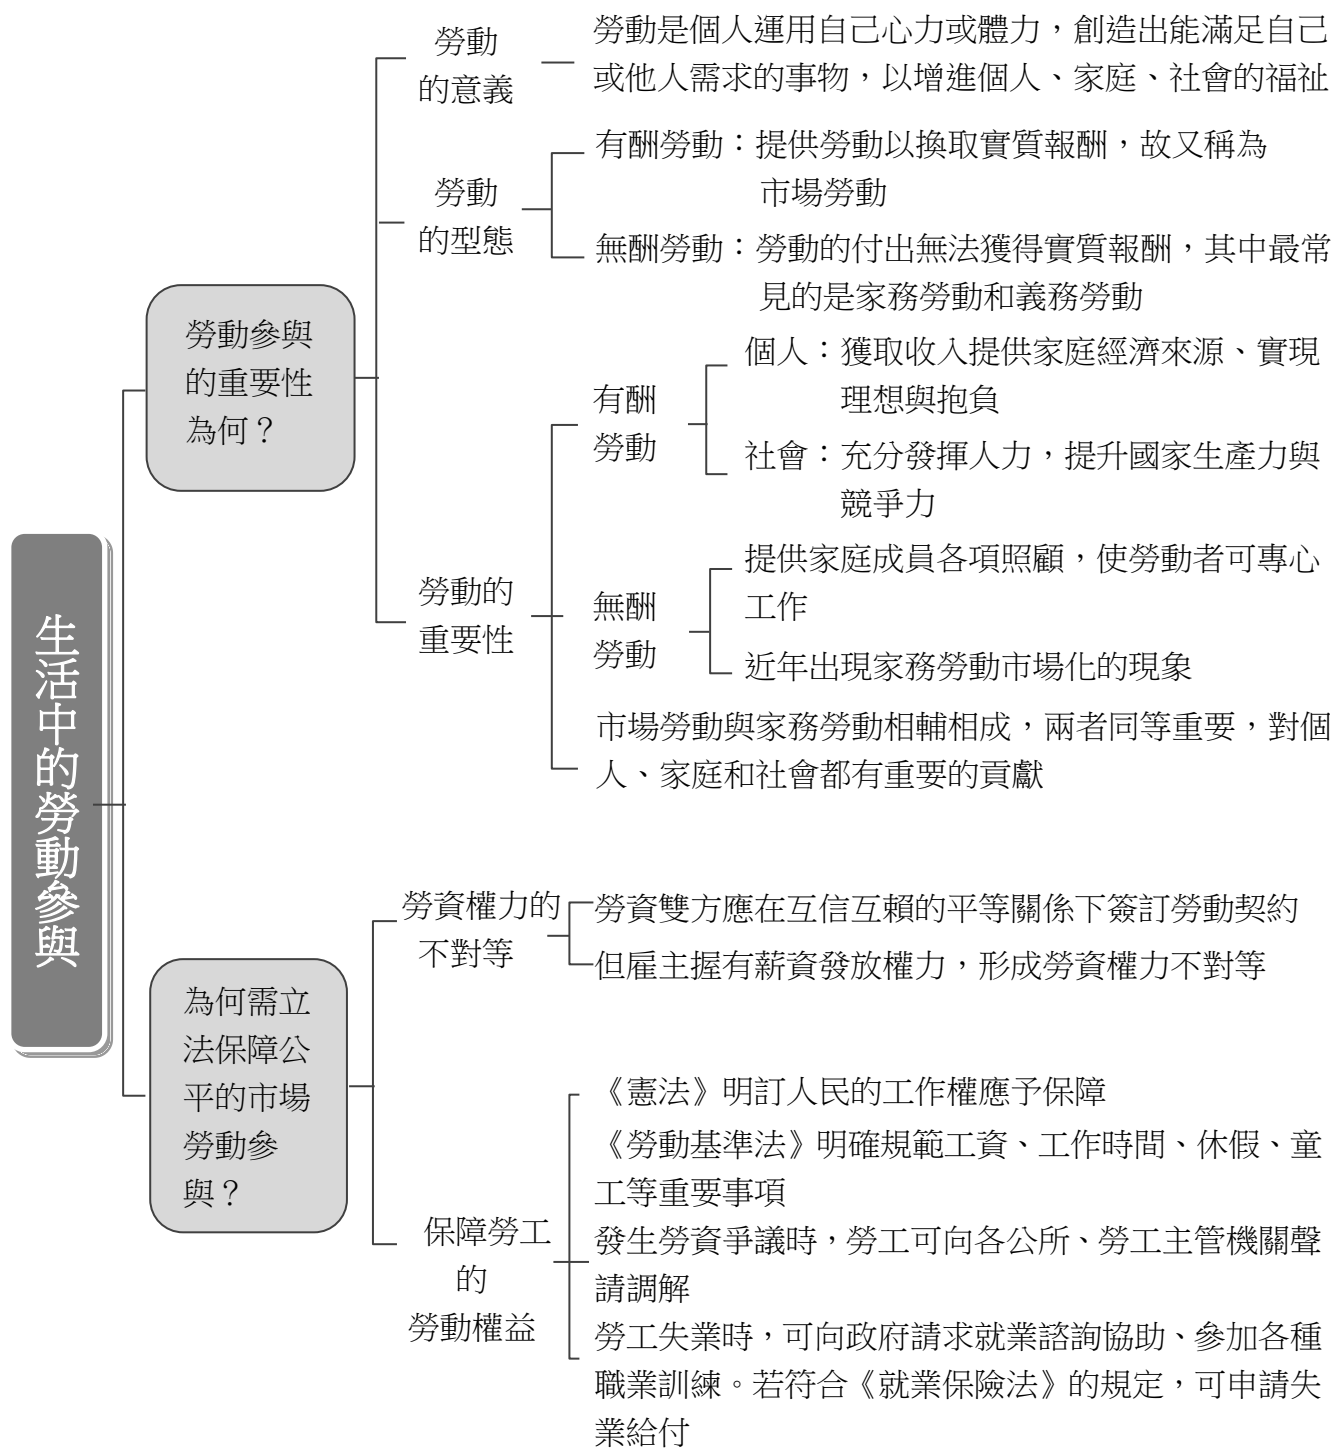 生活中的勞動參與
勞動參與
的重要性
為何？
勞動
的意義
勞動是個人運用自己心力或體力，創造出能滿足自己
或他人需求的事物，以增進個人、家庭、社會的福祉
勞動
的型態
有酬勞動：提供勞動以換取實質報酬，故又稱為
市場勞動
無酬勞動：勞動的付出無法獲得實質報酬，其中最常
見的是家務勞動和義務勞動
勞動的
重要性
有酬
勞動
個人：獲取收入提供家庭經濟來源、實現
理想與抱負
社會：充分發揮人力，提升國家生產力與
競爭力
無酬
勞動
提供家庭成員各項照顧，使勞動者可專心
工作
近年出現家務勞動市場化的現象
市場勞動與家務勞動相輔相成，兩者同等重要，對個
人、家庭和社會都有重要的貢獻
為何需立
法保障公
平的市場
勞動參
與？
勞資權力的
不對等
勞資雙方應在互信互賴的平等關係下簽訂勞動契約
但雇主握有薪資發放權力，形成勞資權力不對等
保障勞工
的
勞動權益
《憲法》明訂人民的工作權應予保障
《勞動基準法》明確規範工資、工作時間、休假、童
工等重要事項
發生勞資爭議時，勞工可向各公所、勞工主管機關聲
請調解
勞工失業時，可向政府請求就業諮詢協助、參加各種
職業訓練。若符合《就業保險法》的規定，可申請失
業給付